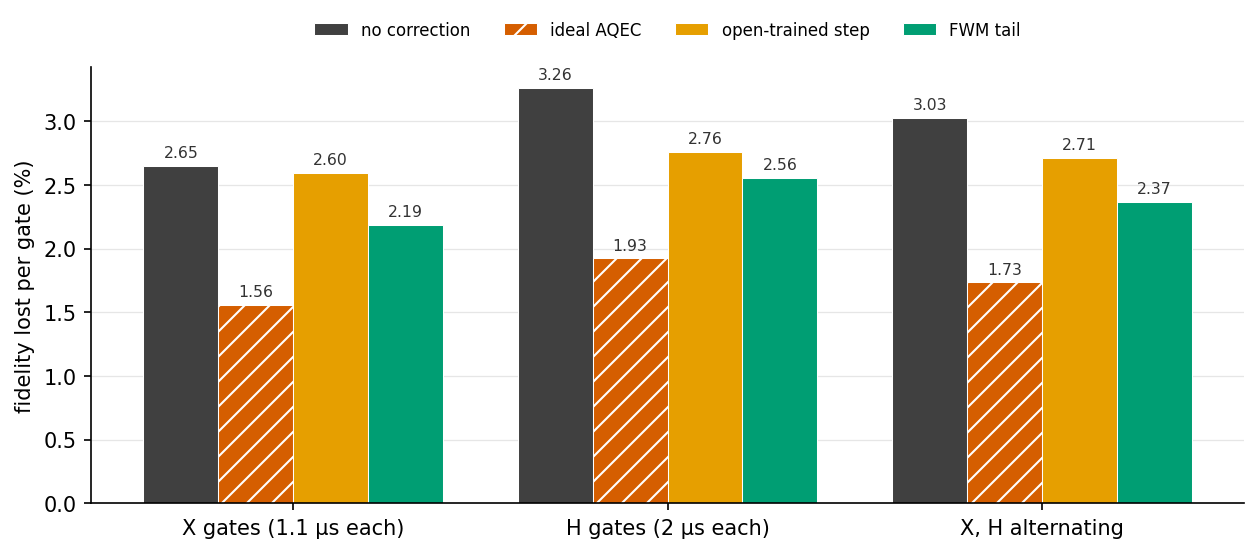 no correction ideal AQEC open-trained step FWM tail
fidelity lost per gate (%)
3.0
2.5
2.0
1.5
1.0
0.5
0.0
2.65 1.56 2.60 2.19
3.26 1.93 2.76 2.56
3.03 1.73 2.71 2.37
X gates (1.1 μs each) H gates (2 μs each) X, H alternating